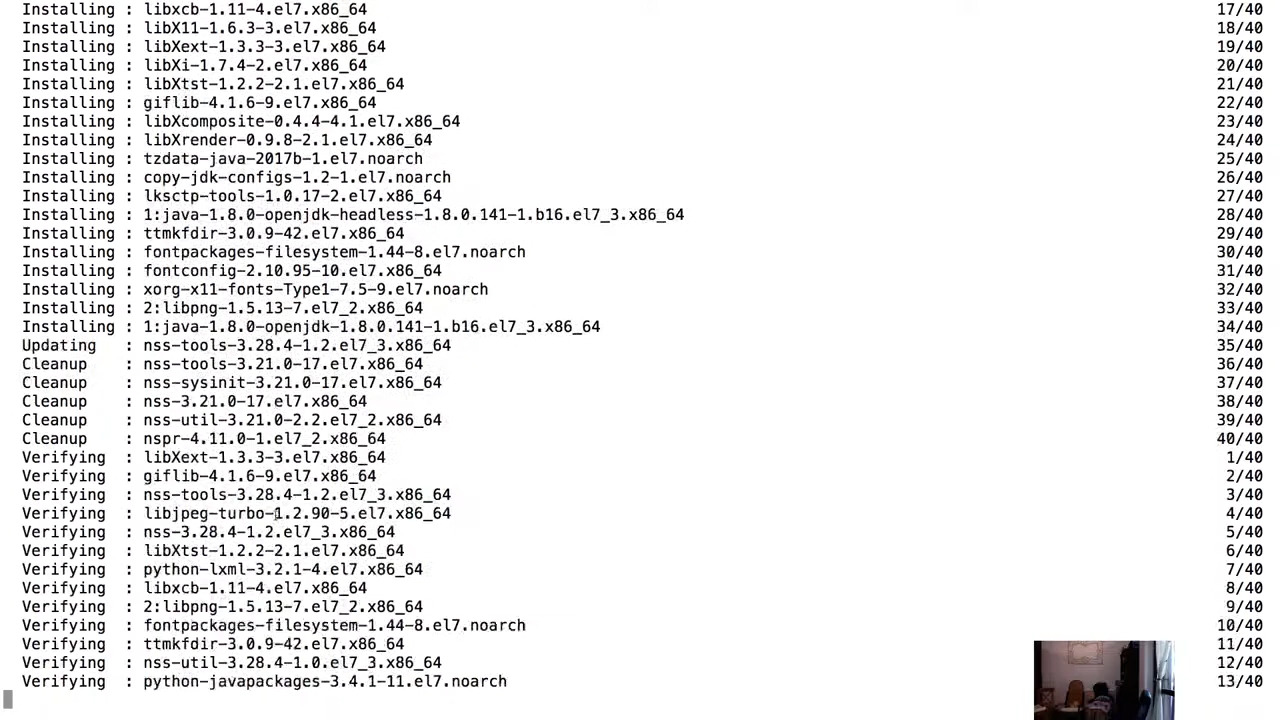 Installing : libxcb-1.11-4.el7.x86_64 17/40
Installing : libX11-1.6.3-3.el7.x86_64 18/40
Installing : libXext-1.3.3-3.el7.x86_64 19/40
Installing : libXi-1.7.4-2.el7.x86_64 20/40
Installing : libXtst-1.2.2-2.1.el7.x86_64 21/40
Installing : giflib-4.1.6-9.el7.x86_64 22/40
Installing : libXcomposite-0.4.4-4.1.el7.x86_64 23/40
Installing : libXrender-0.9.8-2.1.el7.x86_64 24/40
Installing : tzdata-java-2017b-1.el7.noarch 25/40
Installing : copy-jdk-configs-1.2-1.el7.noarch 26/40
Installing : lksctp-tools-1.0.17-2.el7.x86_64 27/40
Installing : 1:java-1.8.0-openjdk-headless-1.8.0.141-1.b16.el7_3.x86_64 28/40
Installing : ttmkfdir-3.0.9-42.el7.x86_64 29/40
Installing : fontpackages-filesystem-1.44-8.el7.noarch 30/40
Installing : fontconfig-2.10.95-10.el7.x86_64 31/40
Installing : xorg-x11-fonts-Type1-7.5-9.el7.noarch 32/40
Installing : 2:libpng-1.5.13-7.el7_2.x86_64 33/40
Installing : 1:java-1.8.0-openjdk-1.8.0.141-1.b16.el7_3.x86_64 34/40
Updating : nss-tools-3.28.4-1.2.el7_3.x86_64 35/40
Cleanup : nss-tools-3.21.0-17.el7.x86_64 36/40
Cleanup : nss-sysinit-3.21.0-17.el7.x86_64 37/40
Cleanup : nss-3.21.0-17.el7.x86_64 38/40
Cleanup : nss-util-3.21.0-2.2.el7_2.x86_64 39/40
Cleanup : nspr-4.11.0-1.el7_2.x86_64 40/40
Verifying : libXext-1.3.3-3.el7.x86_64 1/40
Verifying : giflib-4.1.6-9.el7.x86_64 2/40
Verifying : nss-tools-3.28.4-1.2.el7_3.x86_64 3/40
Verifying : libjpeg-turbo-1.2.90-5.el7.x86_64 4/40
Verifying : nss-3.28.4-1.2.el7_3.x86_64 5/40
Verifying : libXtst-1.2.2-2.1.el7.x86_64 6/40
Verifying : python-lxml-3.2.1-4.el7.x86_64 7/40
Verifying : libxcb-1.11-4.el7.x86_64 8/40
Verifying : 2:libpng-1.5.13-7.el7_2.x86_64 9/40
Verifying : fontpackages-filesystem-1.44-8.el7.noarch 10/40
Verifying : ttmkfdir-3.0.9-42.el7.x86_64 11/40
Verifying : nss-util-3.28.4-1.0.el7_3.x86_64 12/40
Verifying : python-javapackages-3.4.1-11.el7.noarch 13/40